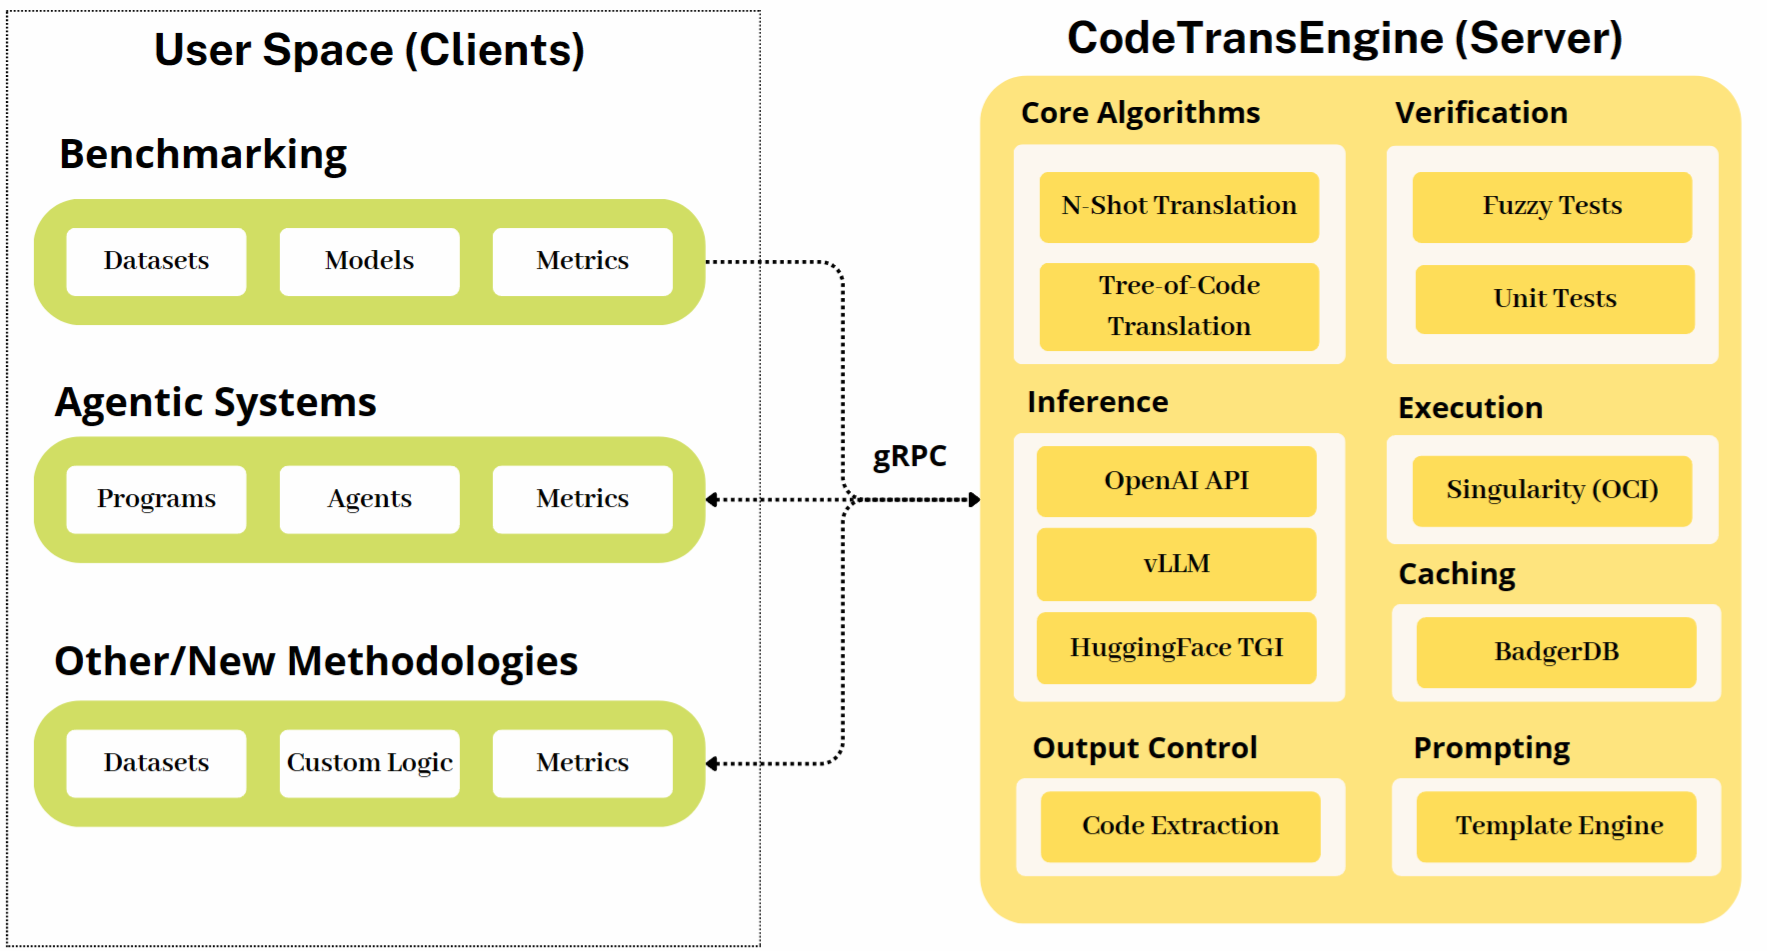 User Space (Clients)
Benchmarking
Datasets
Models
Metrics
Agentic Systems
Programs
Agents
Metrics
Other/New Methodologies
Datasets
Custom Logic
Metrics
gRPC
CodeTransEngine (Server)
Core Algorithms
N-Shot Translation
Tree-of-Code
Translation
Verification
Fuzzy Tests
Unit Tests
Inference
OpenAI API
vLLM
HuggingFace TGI
Execution
Singularity (OCI)
Caching
BadgerDB
Output Control
Code Extraction
Prompting
Template Engine